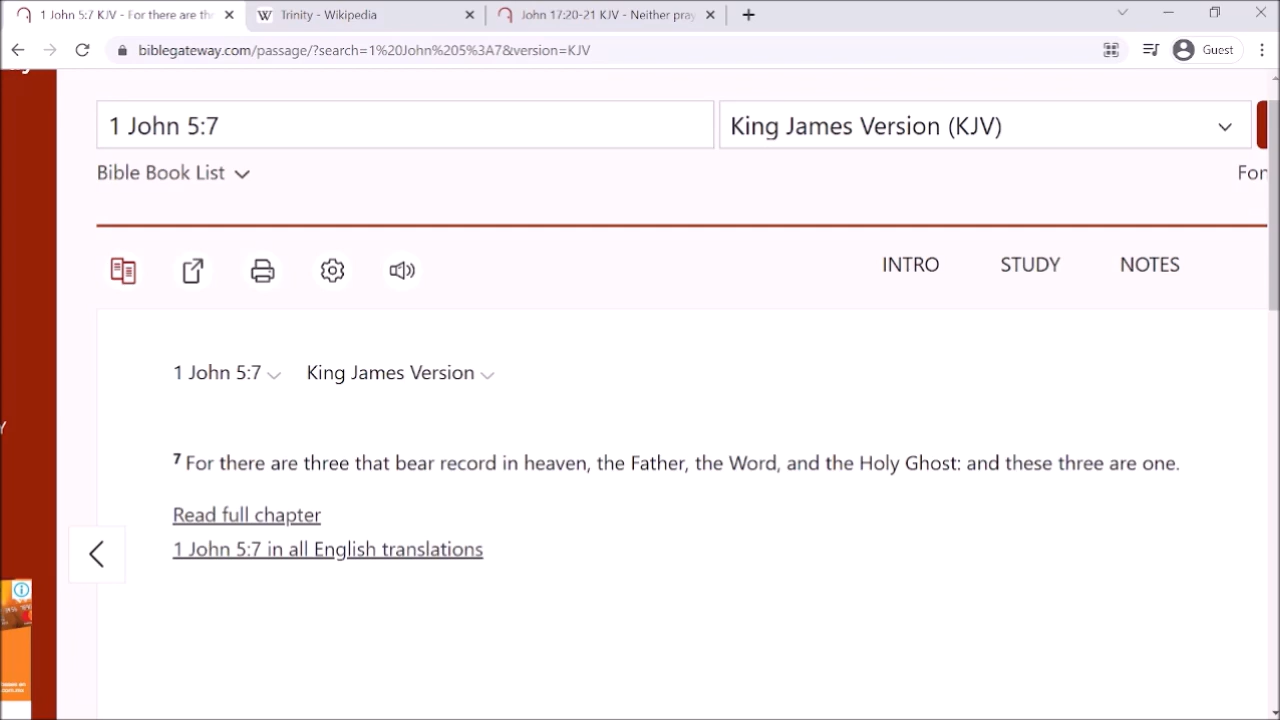 1 John 5:7 KJV - For there are the
Trinity - Wikipedia
John 17:20-21 KJV - Neither pray
biblegateway.com/passage/?search=1%20John%205%3A7&version=KJV
Guest
1 John 5:7
King James Version (KJV)
Bible Book List
For
INTRO
STUDY
NOTES
1 John 5:7
King James Version
7 For there are three that bear record in heaven, the Father, the Word, and the Holy Ghost: and these three are one.
Read full chapter
1 John 5:7 in all English translations